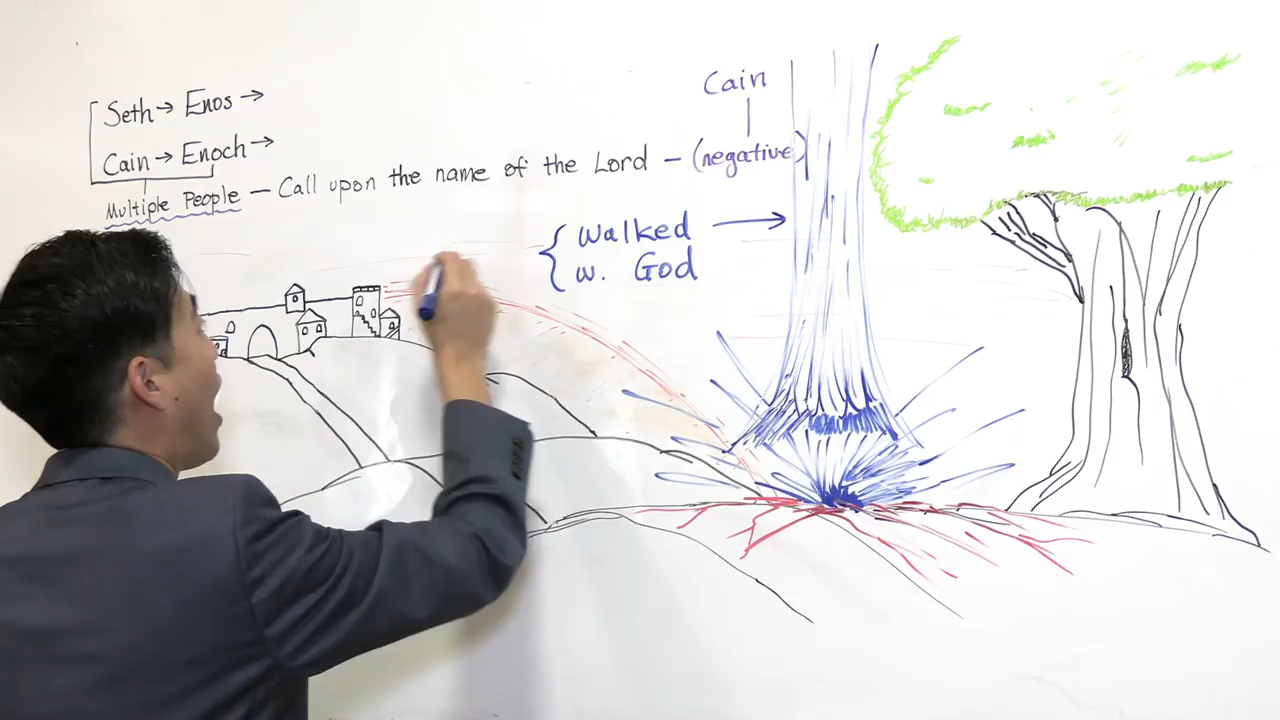 Seth → Enos →
Cain → Enoch →
Multiple People – Call upon the name of the Lord – (negative)
Cain
{ Walked →
w. God